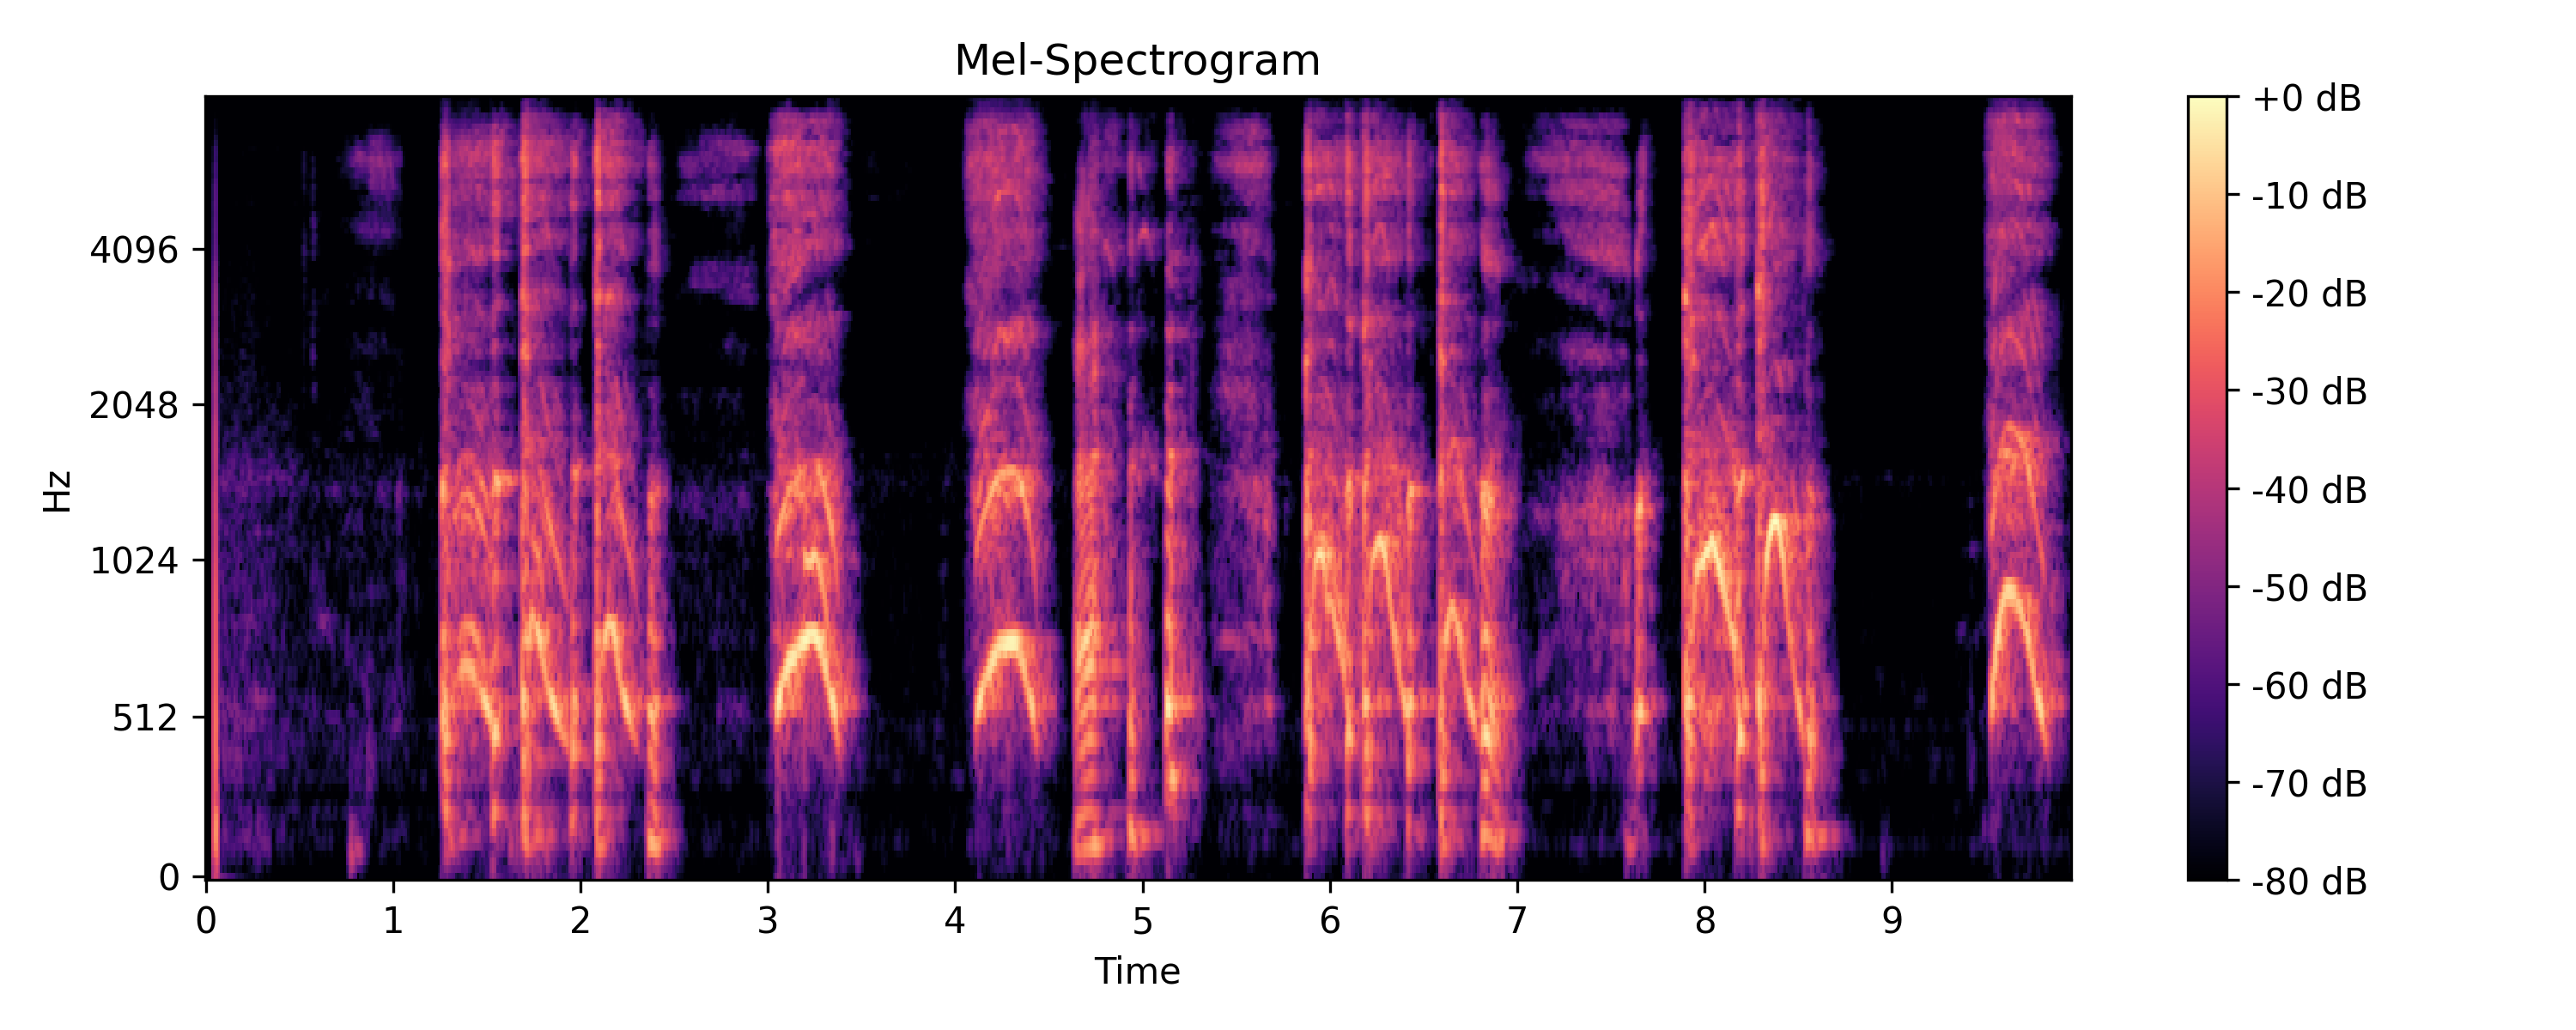 Mel-Spectrogram
Hz
4096
2048
1024
512
0
0 1 2 3 4 5 6 7 8 9
Time
+0 dB
-10 dB
-20 dB
-30 dB
-40 dB
-50 dB
-60 dB
-70 dB
-80 dB